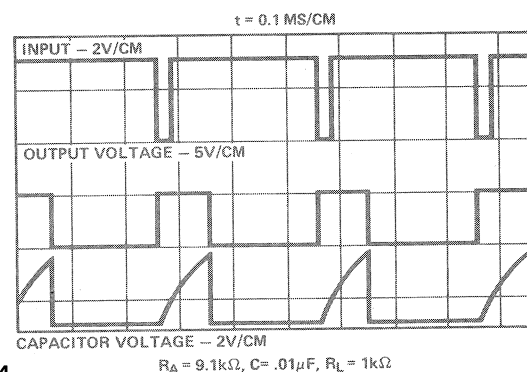 t = 0.1 MS/CM
INPUT – 2V/CM
OUTPUT VOLTAGE – 5V/CM
CAPACITOR VOLTAGE – 2V/CM
RA = 9.1kΩ, C= .01μF, RL = 1kΩ